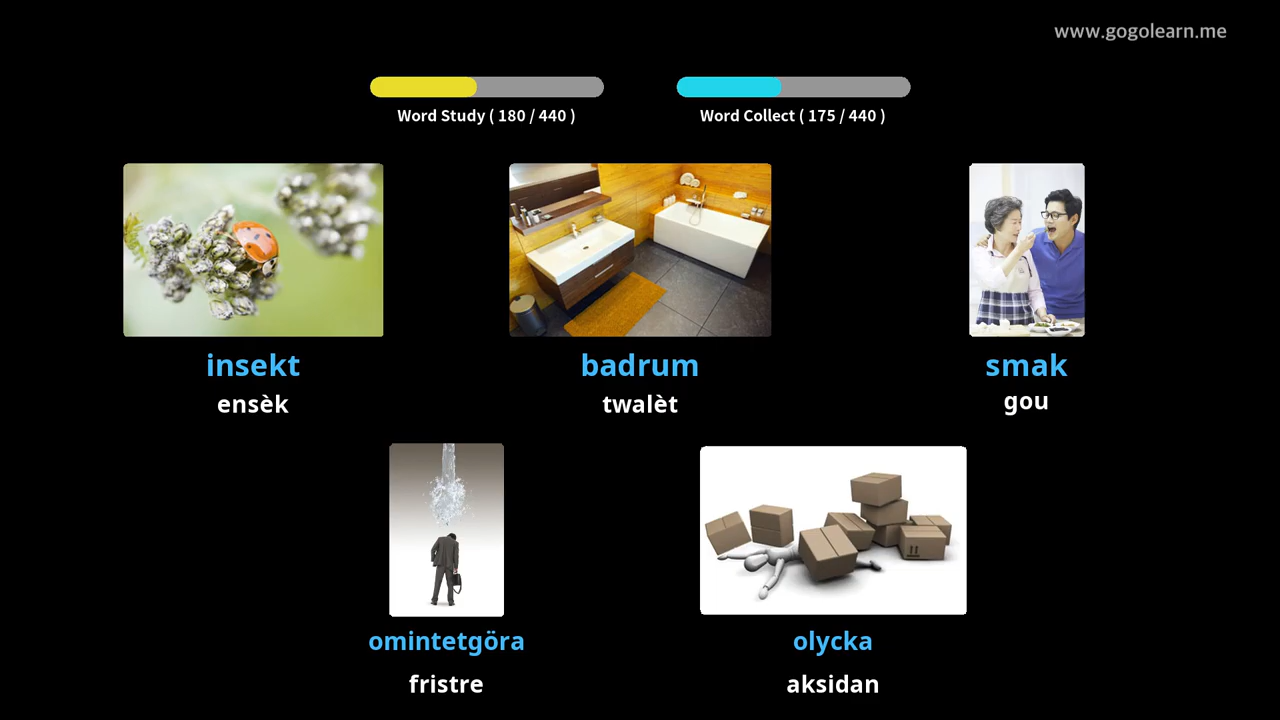 www.gogolearn.me
Word Study ( 180 / 440 )
Word Collect ( 175 / 440 )
insekt
ensèk
badrum
twalèt
smak
gou
omintetgöra
fristre
olycka
aksidan